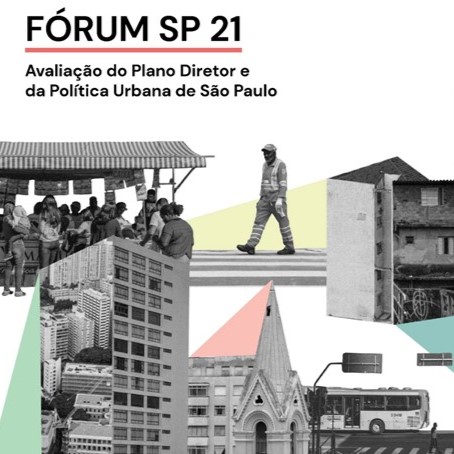 FÓRUM SP 21
Avaliação do Plano Diretor e
da Política Urbana de São Paulo